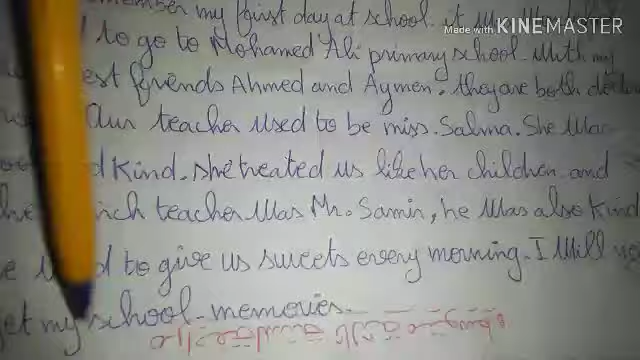 Made with KINEMASTER
my first day at school. it
to go to Mohamed Ali primary school. With my
est friends Ahmed and Aymen. they are both
Our teacher used to be miss. Salma. She was
d Kind. she treated us like her children and
nch teacher was Mr. Samir, he was also Kind
to give us sweets every morning. I will
get my school memories.